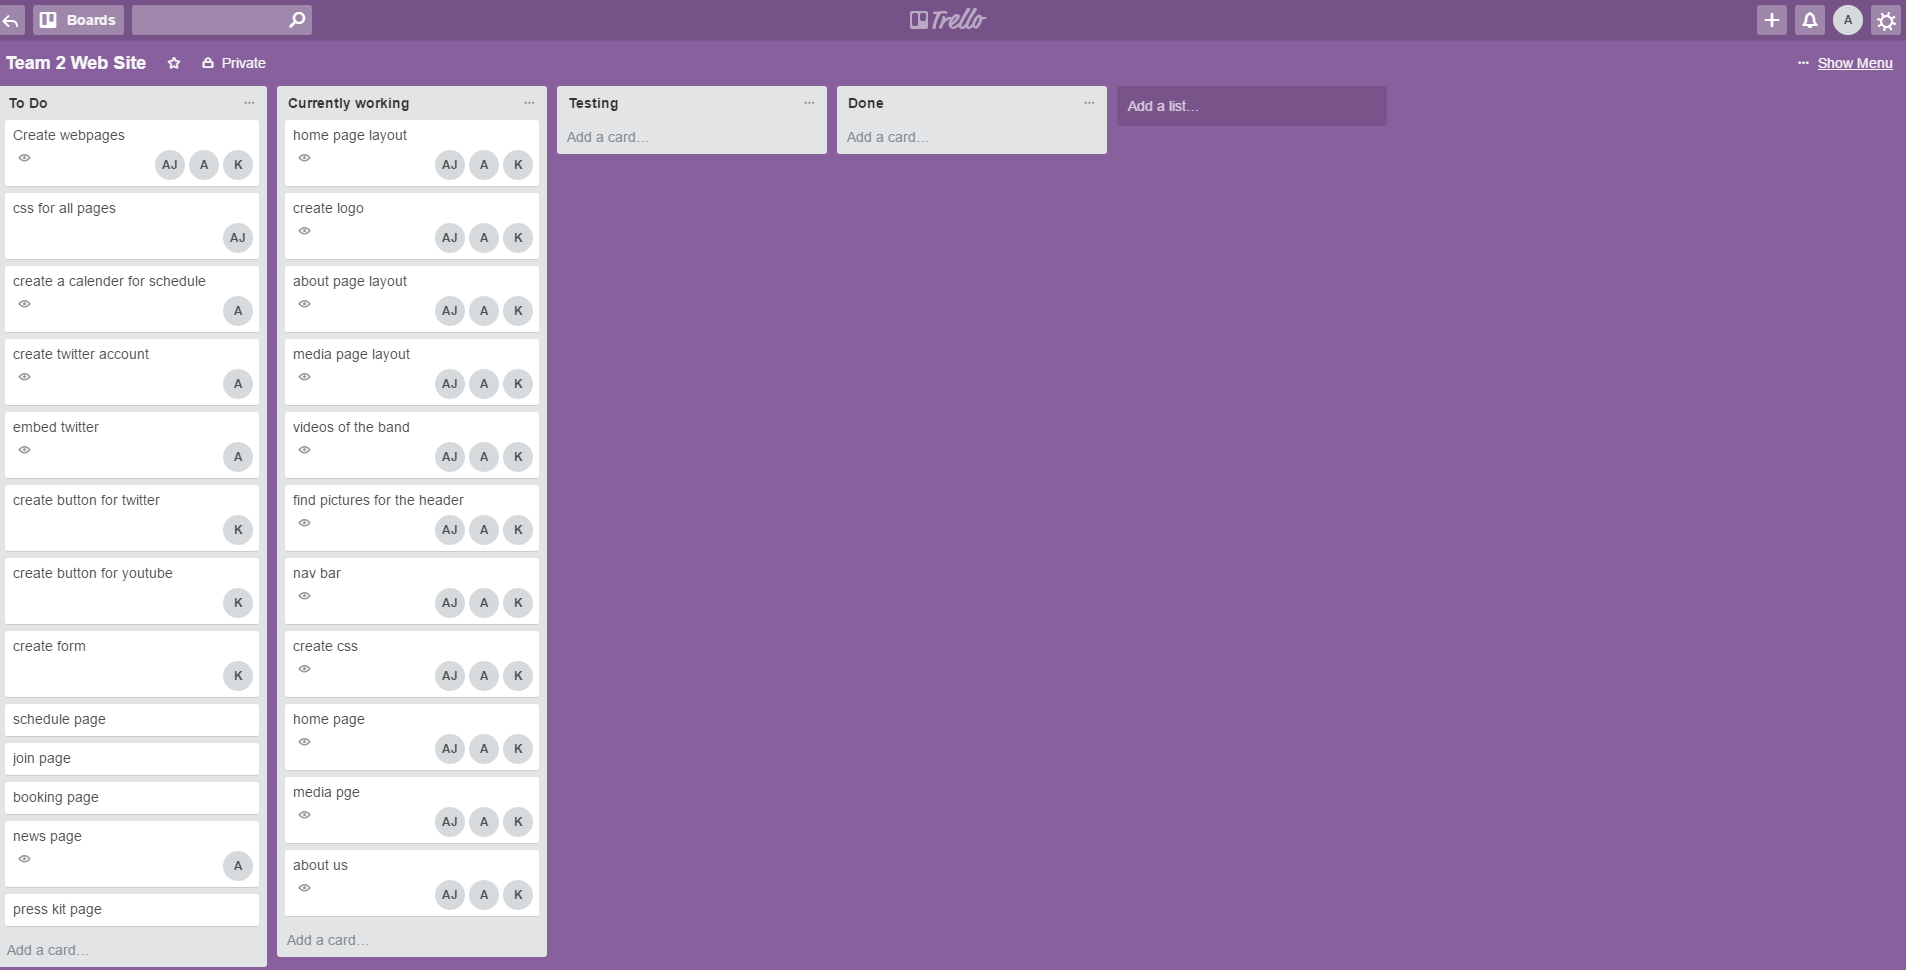 Boards
Trello
A
Team 2 Web Site
Private
... Show Menu
To Do
...
Create webpages
AJ A K
css for all pages
AJ
create a calender for schedule
A
create twitter account
A
embed twitter
A
create button for twitter
K
create button for youtube
K
create form
K
schedule page
join page
booking page
news page
A
press kit page
Add a card...
Currently working
...
home page layout
AJ A K
create logo
AJ A K
about page layout
AJ A K
media page layout
AJ A K
videos of the band
AJ A K
find pictures for the header
AJ A K
nav bar
AJ A K
create css
AJ A K
home page
AJ A K
media pge
AJ A K
about us
AJ A K
Add a card...
Testing
...
Add a card...
Done
...
Add a card...
Add a list...